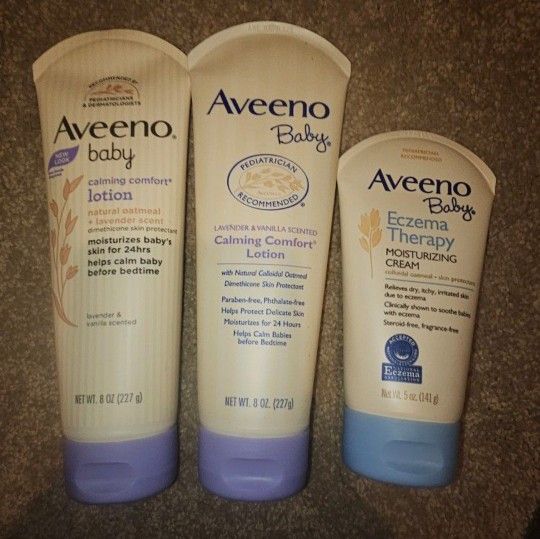 RECOMMENDED BY
PEDIATRICIANS
& DERMATOLOGISTS
Aveeno®
baby
NEW
LOOK
calming comfort®
lotion
natural oatmeal
+ lavender scent
dimethicone skin protectant
moisturizes baby's
skin for 24hrs
helps calm baby
before bedtime
lavender &
vanilla scented
NET WT. 8 OZ (227g)
Aveeno
Baby®
PEDIATRICIAN
RECOMMENDED
LAVENDER & VANILLA SCENTED
Calming Comfort®
Lotion
with Natural Colloidal Oatmeal
Dimethicone Skin Protectant
Paraben-free, Phthalate-free
Helps Protect Delicate Skin
Moisturizes for 24 Hours
Helps Calm Babies
before Bedtime
NET WT. 8 OZ. (227g)
PEDIATRICIAN
RECOMMENDED
Aveeno
Baby®
Eczema
Therapy
MOISTURIZING
CREAM
colloidal oatmeal • skin protectant
Relieves dry, itchy, irritated skin
due to eczema
Clinically shown to soothe babies
with eczema
Steroid-free, fragrance-free
ACCEPTED
NATIONAL
Eczema
ASSOCIATION
Net Wt. 5 oz. (141g)